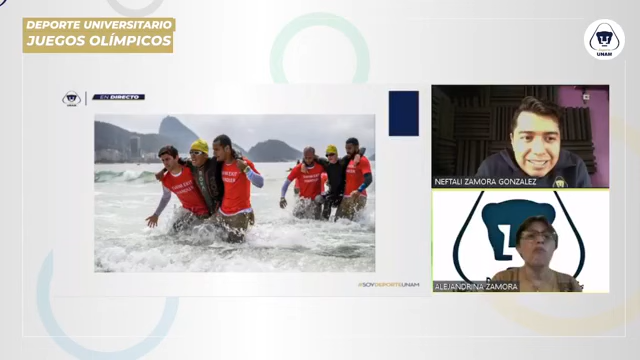 DEPORTE UNIVERSITARIO
JUEGOS OLÍMPICOS
UNAM
EN DIRECTO
NEFTALI ZAMORA GONZALEZ
ALEJANDRINA ZAMORA
#SOYDEPORTEUNAM